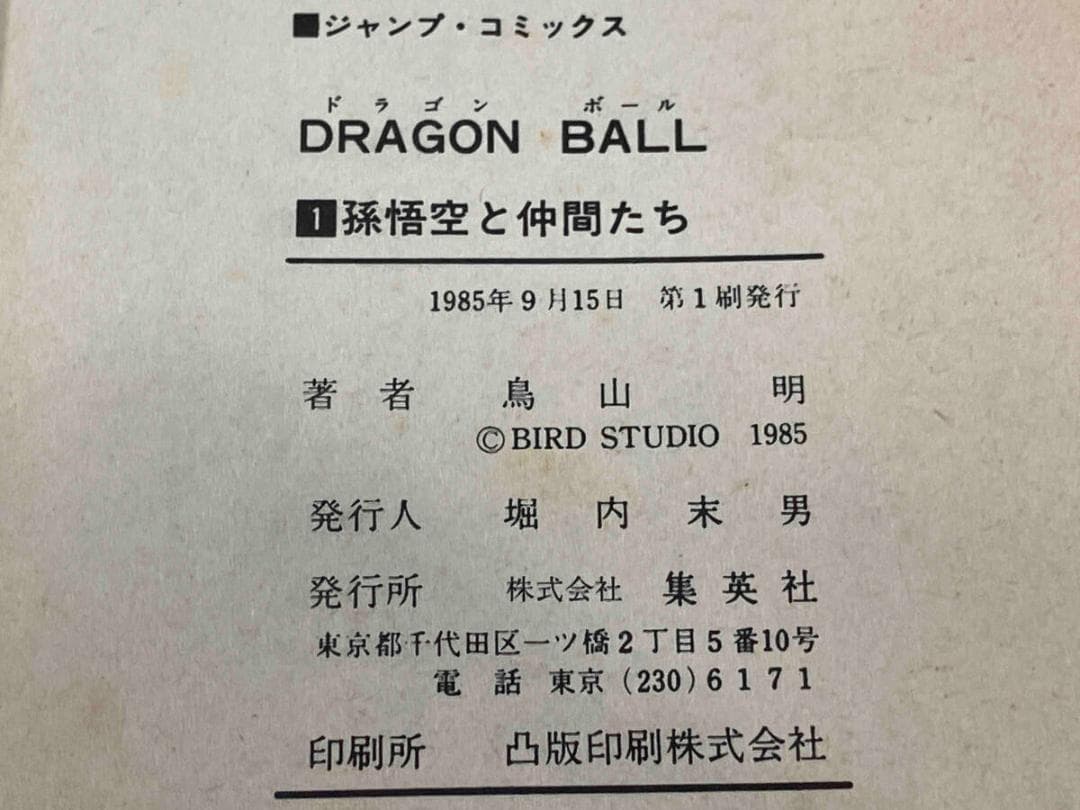 ■ジャンプ・コミックス
ドラゴン ボール
DRAGON BALL
1孫悟空と仲間たち
1985年9月15日 第1刷発行
著者 鳥山 明
©BIRD STUDIO 1985
発行人 堀内末男
発行所 株式会社 集英社
東京都千代田区一ツ橋2丁目5番10号
電話 東京(230)6171
印刷所 凸版印刷株式会社